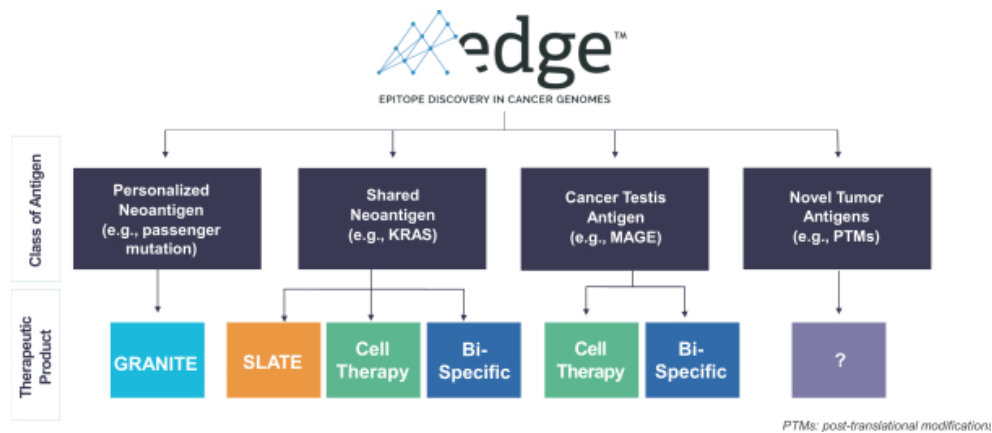 edge™
EPITOPE DISCOVERY IN CANCER GENOMES
Class of Antigen
Personalized
Neoantigen
(e.g., passenger
mutation)
Shared
Neoantigen
(e.g., KRAS)
Cancer Testis
Antigen
(e.g., MAGE)
Novel Tumor
Antigens
(e.g., PTMs)
Therapeutic
Product
GRANITE
SLATE
Cell
Therapy
Bi-
Specific
Cell
Therapy
Bi-
Specific
?
PTMs: post-translational modifications